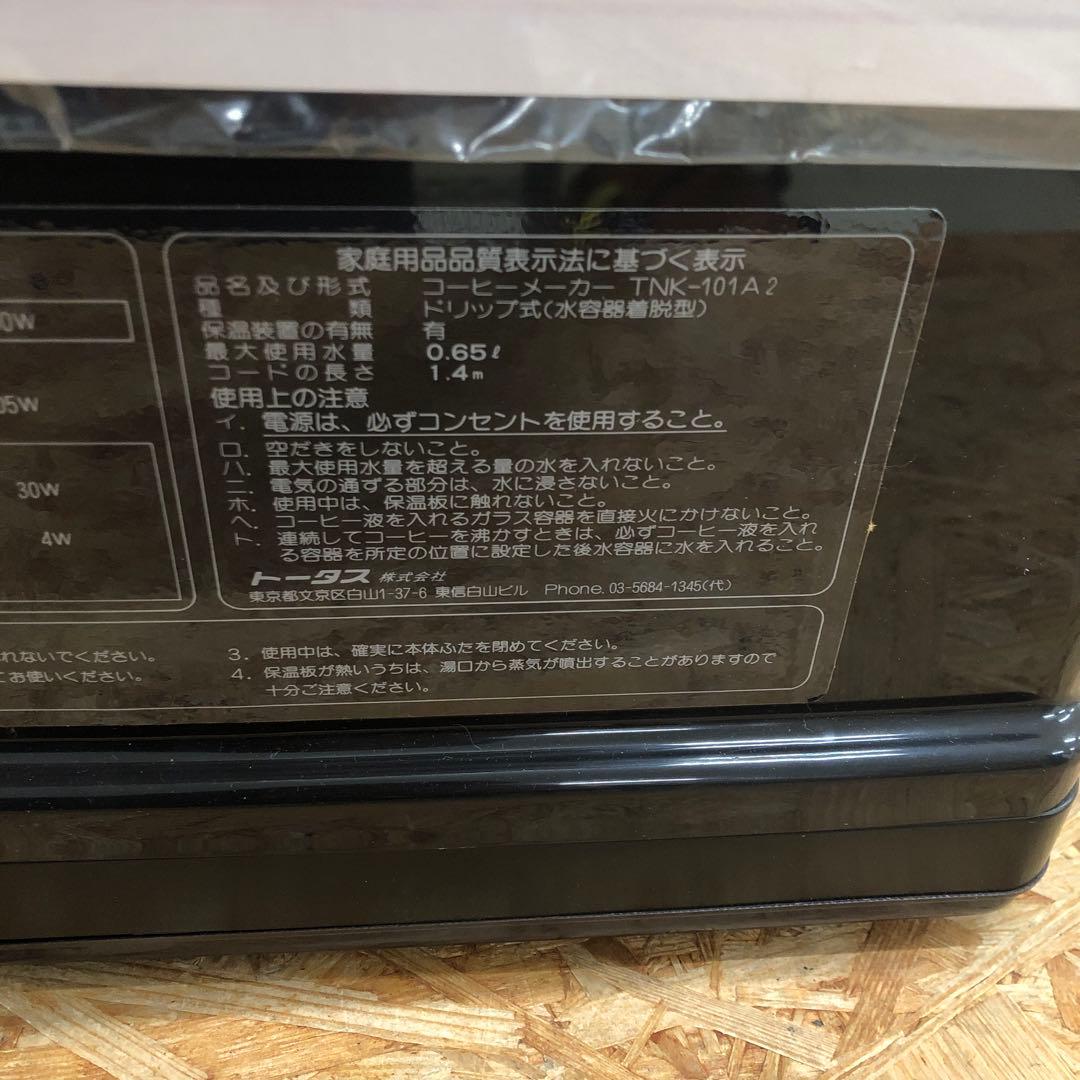 家庭用品品質表示法に基づく表示
品名及び形式 コーヒーメーカー TNK-101A2
種類 ドリップ式(水容器着脱型)
保温装置の有無 有
最大使用水量 0.65ℓ
コードの長さ 1.4m
使用上の注意
イ. 電源は、必ずコンセントを使用すること。
ロ. 空だきをしないこと。
ハ. 最大使用水量を超える量の水を入れないこと。
ニ. 電気の通ずる部分は、水に浸さないこと。
ホ. 使用中は、保温板に触れないこと。
ヘ. コーヒー液を入れるガラス容器を直接火にかけないこと。
ト. 連続してコーヒーを沸かすときは、必ずコーヒー液を入れ
る容器を所定の位置に設定した後水容器に水を入れること。
トータス 株式会社
東京都文京区白山1-37-6 東信白山ビル Phone. 03-5684-1345(代)
0W
05W
30W
4W
れないでください。
にお使いください。
3. 使用中は、確実に本体ふたを閉めてください。
4. 保温板が熱いうちは、湯口から蒸気が噴出することがありますので
十分ご注意ください。